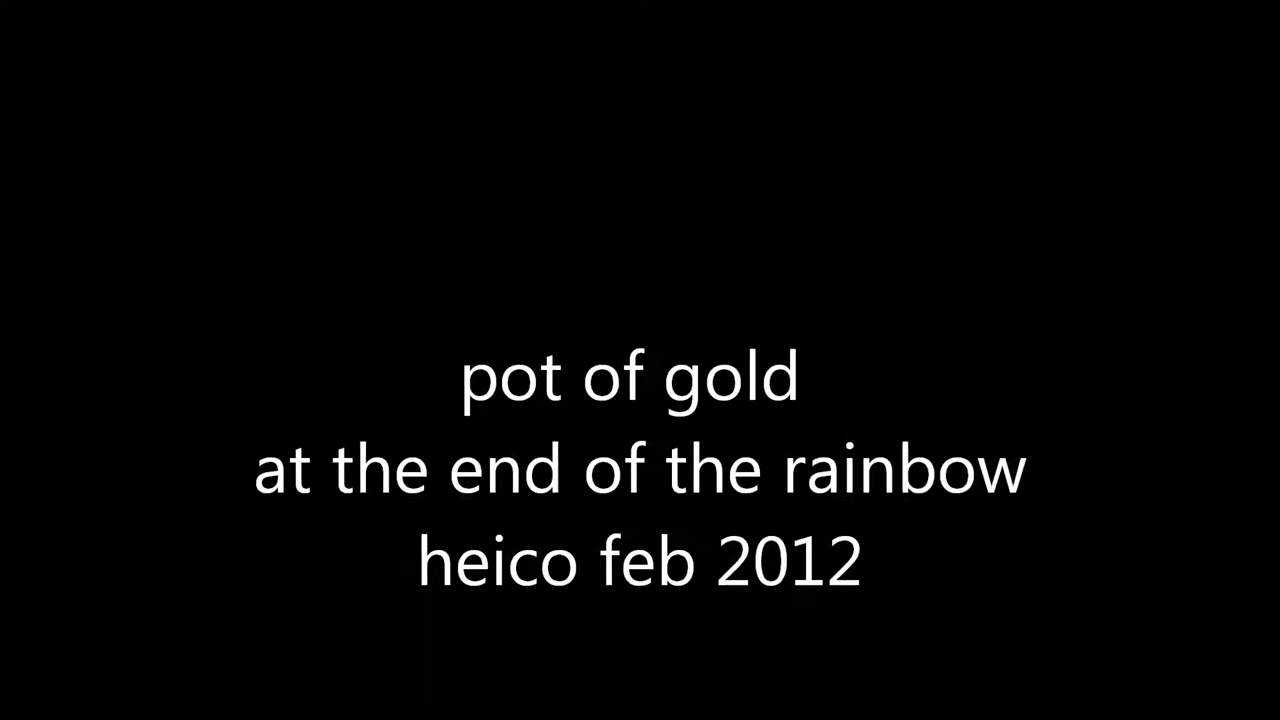 pot of gold
at the end of the rainbow
heico feb 2012